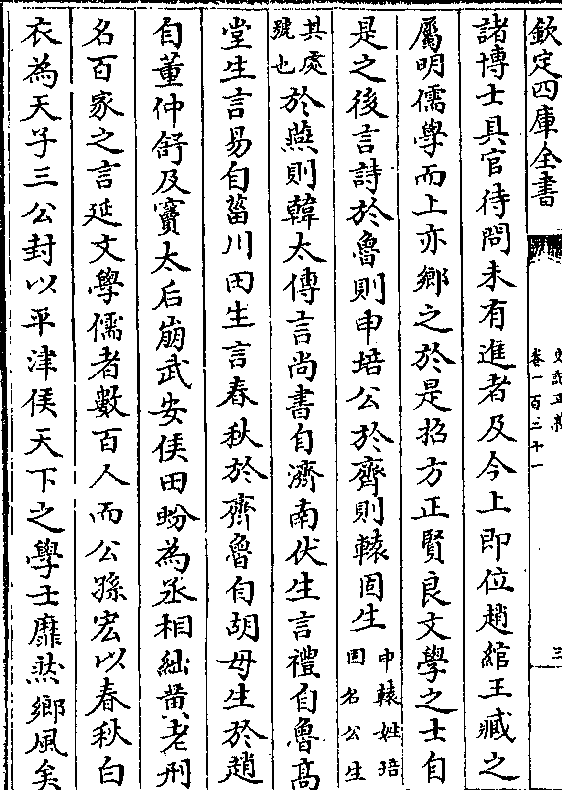 欽定四庫全書
史記正義
卷一百二十一
三
諸博士具官待問未有進者及今上即位趙綰王臧之
屬明儒學而上亦鄉之於是招方正賢良文學之士自
是之後言詩於魯則申培公於齊則轅固生申轅姓培固名公生
其處號也於燕則韓太傅言尚書自濟南伏生言禮自魯高
堂生言易自菑川田生言春秋於齊魯自胡母生於趙
自董仲舒及竇太后崩武安侯田蚡為丞相絀黄老刑
名百家之言延文學儒者數百人而公孫宏以春秋白
衣為天子三公封以平津侯天下之學士靡然鄉風矣